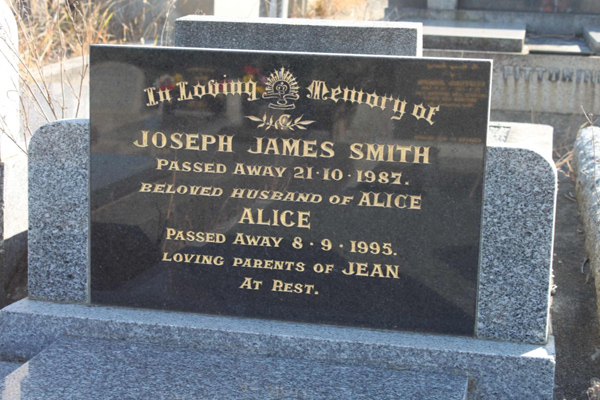 In Loving Memory of
JOSEPH JAMES SMITH
PASSED AWAY 21·10·1987.
BELOVED HUSBAND OF ALICE
ALICE
PASSED AWAY 8·9·1995.
LOVING PARENTS OF JEAN
AT REST.